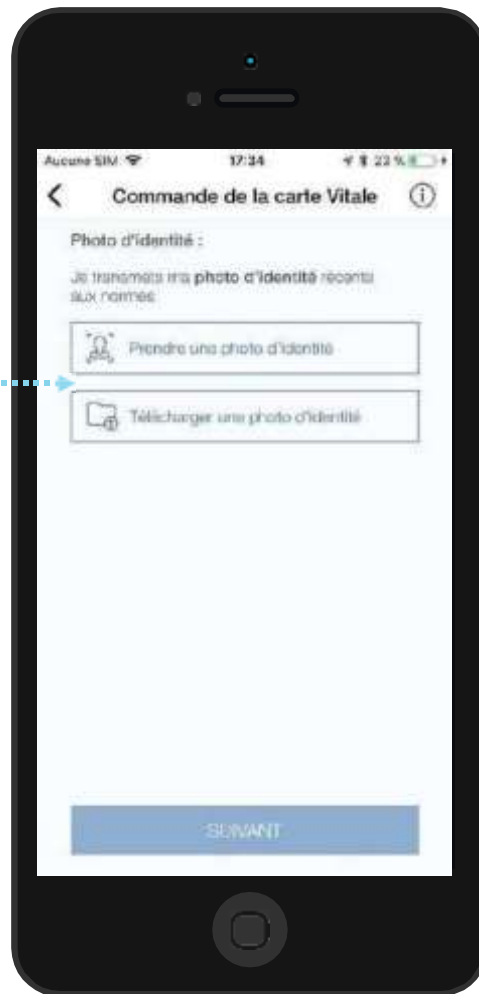 Aucune SIM 17:34 23 %
Commande de la carte Vitale
Photo d'identité :
Je transmets ma photo d'identité récente
aux normes
Prendre une photo d'identité
Télécharger une photo d'identité
SUIVANT